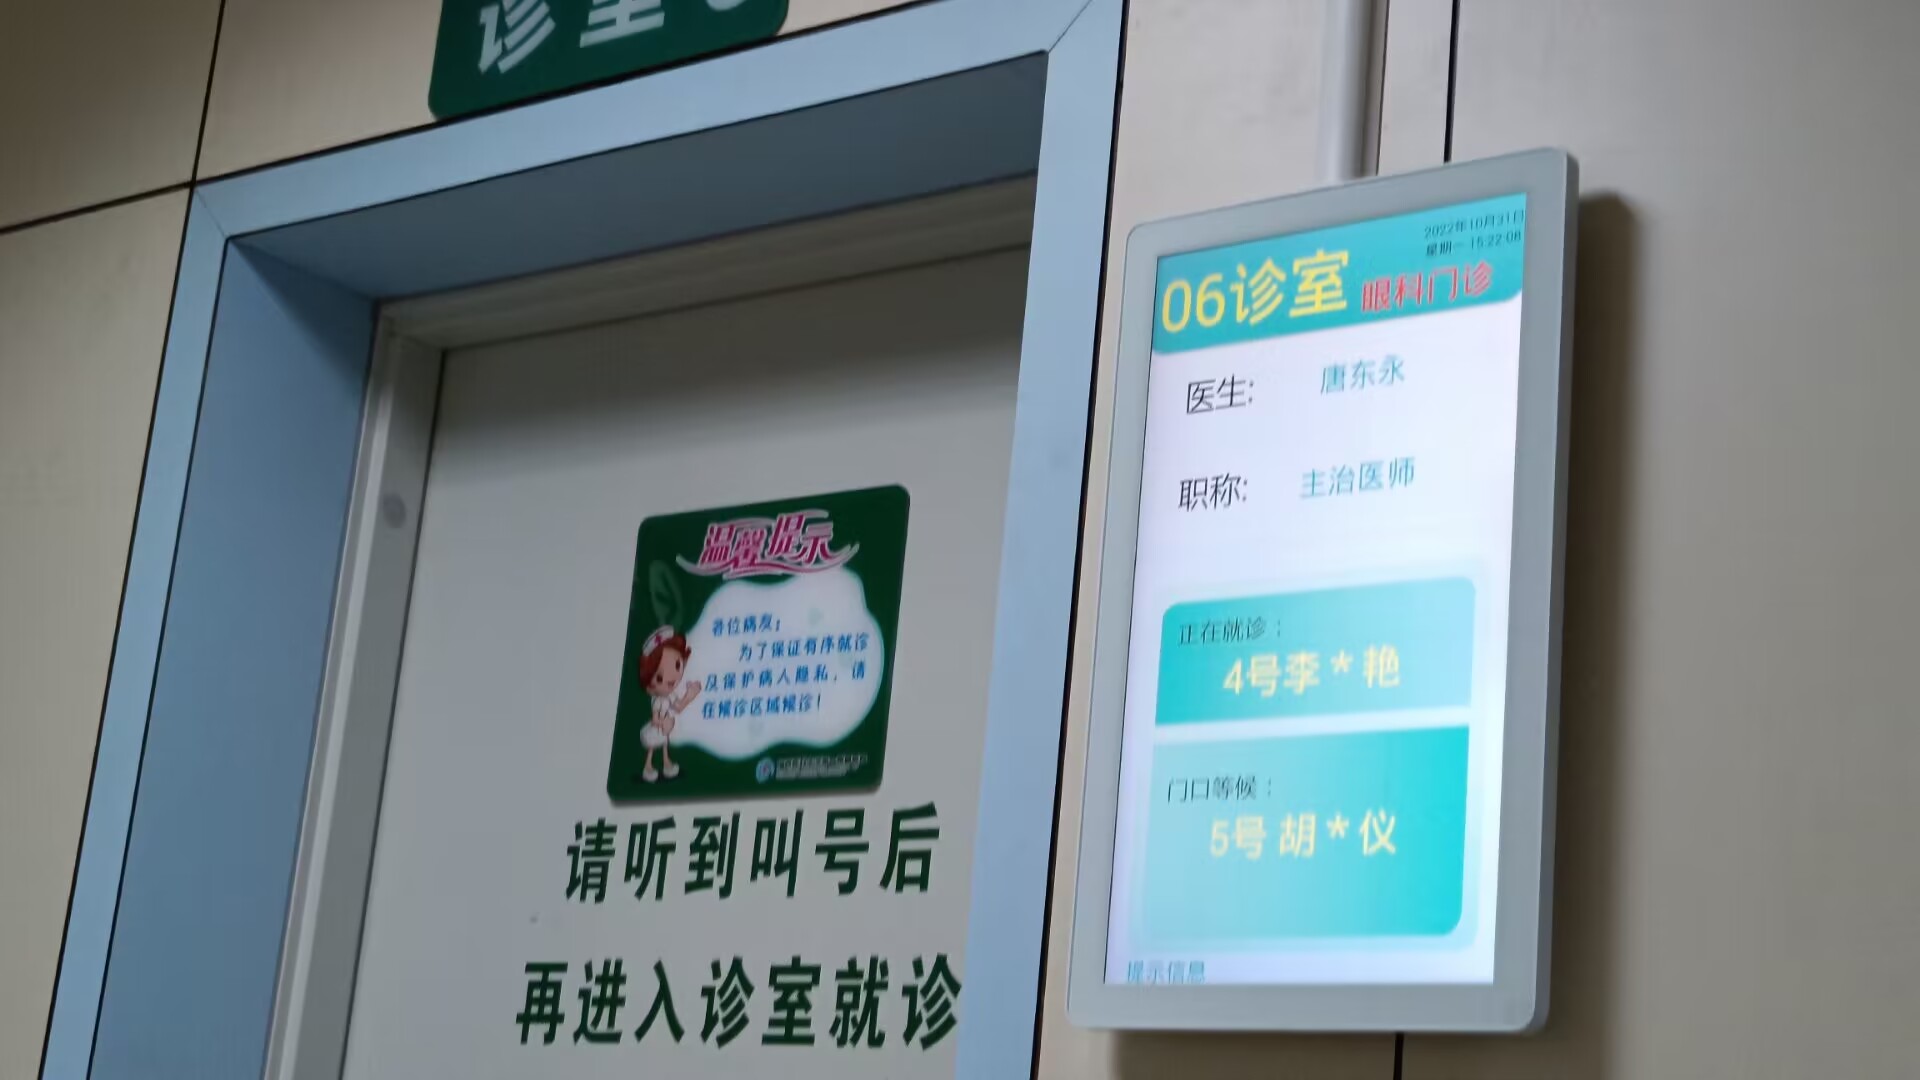 诊室
温馨提示
各位病友：
为了保证有序就诊
及保护病人隐私，请
在候诊区域候诊！
请听到叫号后
再进入诊室就诊
2022年10月31日
星期一 15:22:08
06诊室 眼科门诊
医生: 唐东永
职称: 主治医师
正在就诊：
4号李*艳
门口等候：
5号 胡*仪
提示信息